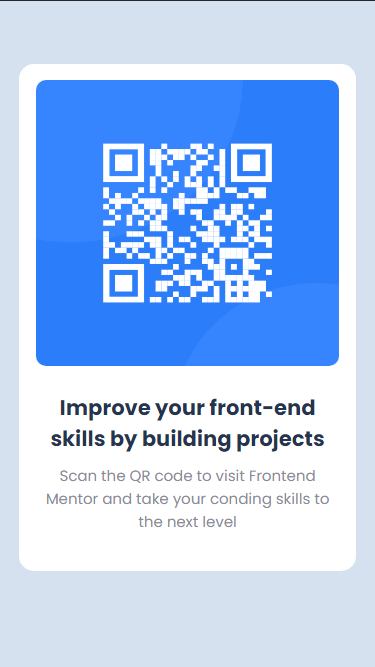 Improve your front-end
skills by building projects
Scan the QR code to visit Frontend
Mentor and take your conding skills to
the next level